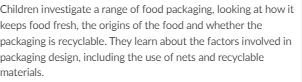 Children investigate a range of food packaging, looking at how it
keeps food fresh, the origins of the food and whether the
packaging is recyclable. They learn about the factors involved in
packaging design, including the use of nets and recyclable
materials.